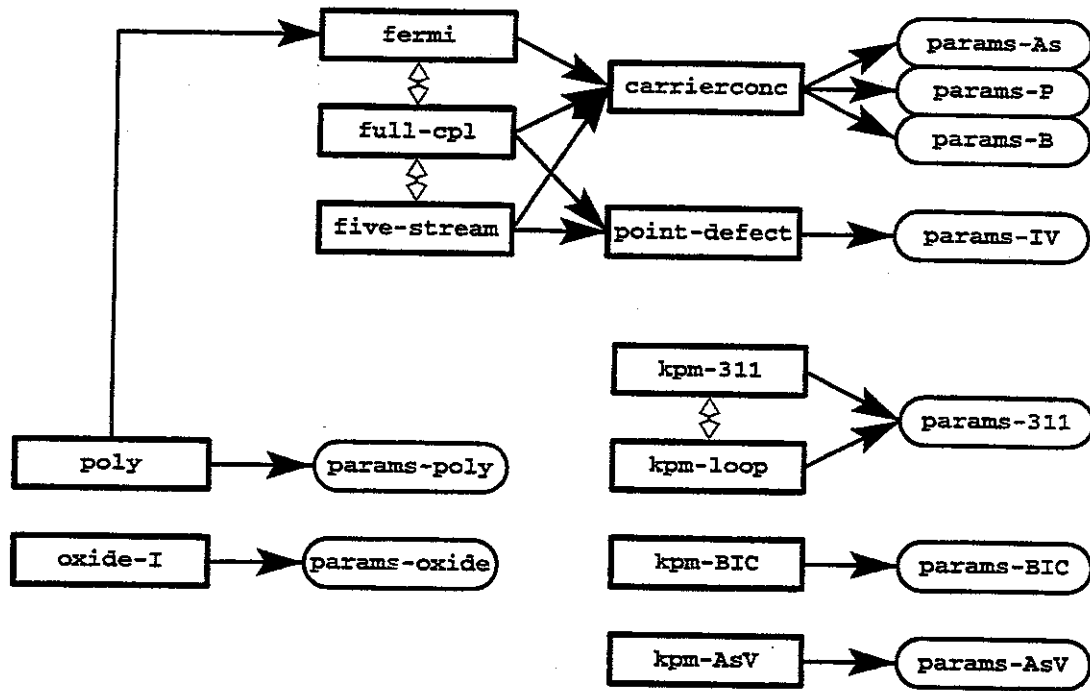 fermi
full-cpl
five-stream
carrierconc
point-defect
params-As
params-P
params-B
params-IV
kpm-311
kpm-loop
params-311
poly
params-poly
oxide-I
params-oxide
kpm-BIC
params-BIC
kpm-AsV
params-AsV